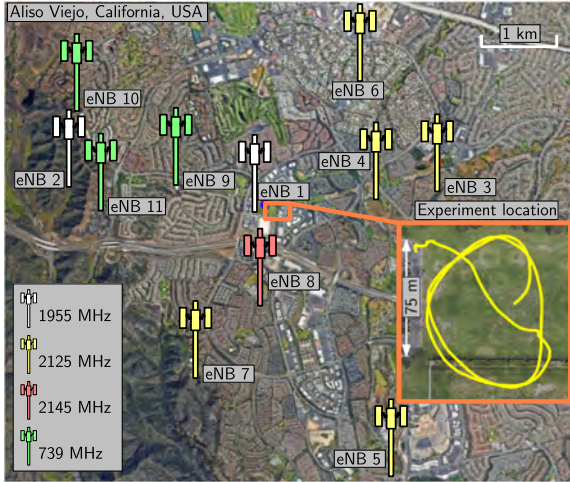 Aliso Viejo, California, USA
1 km
eNB 6
eNB 10
eNB 4
eNB 3
eNB 2
eNB 9
eNB 1
eNB 11
Experiment location
75 m
eNB 8
1955 MHz
2125 MHz
2145 MHz
739 MHz
eNB 7
eNB 5